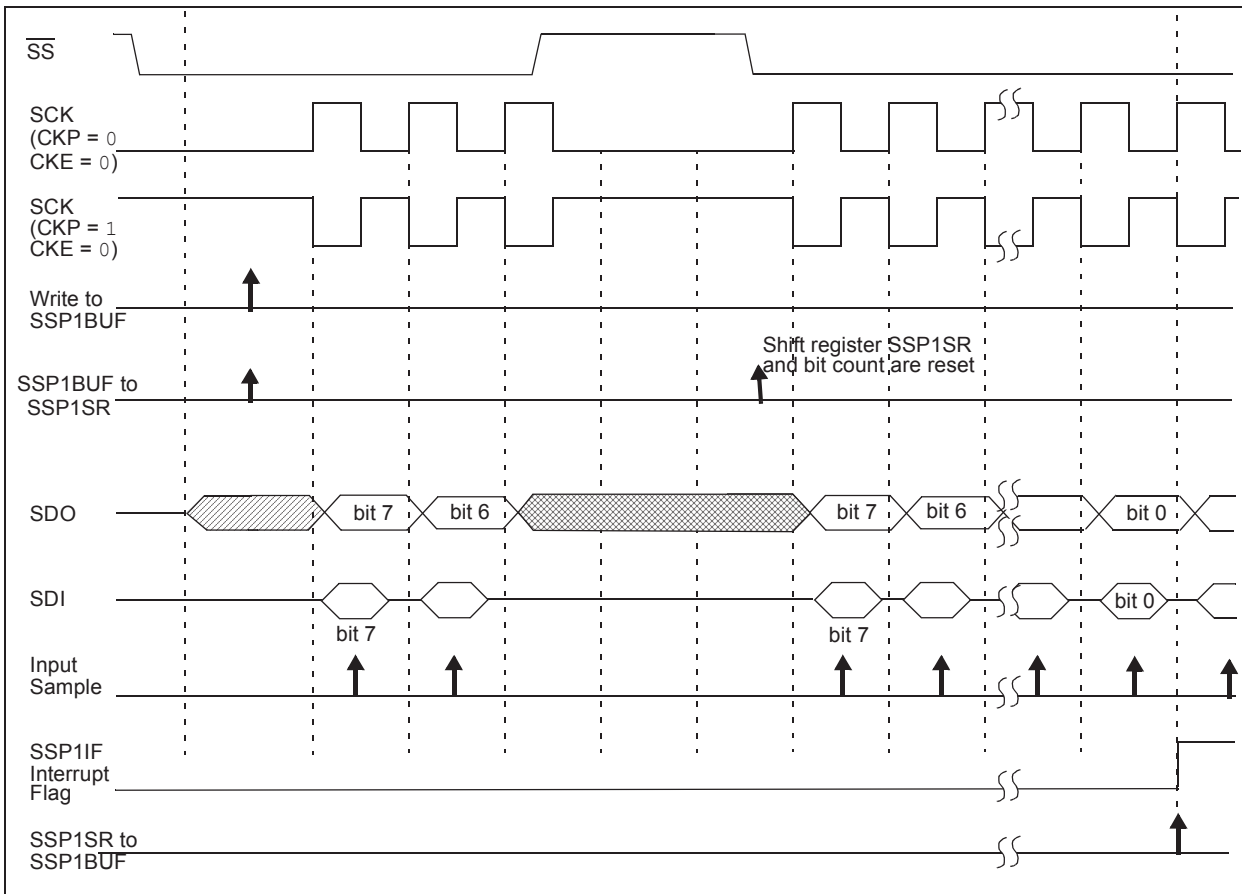 SS
SCK
(CKP = 0
CKE = 0)
SCK
(CKP = 1
CKE = 0)
Write to
SSP1BUF
Shift register SSP1SR
and bit count are reset
SSP1BUF to
SSP1SR
SDO
bit 7
bit 6
bit 7
bit 6
bit 0
SDI
bit 0
bit 7
bit 7
Input
Sample
SSP1IF
Interrupt
Flag
SSP1SR to
SSP1BUF